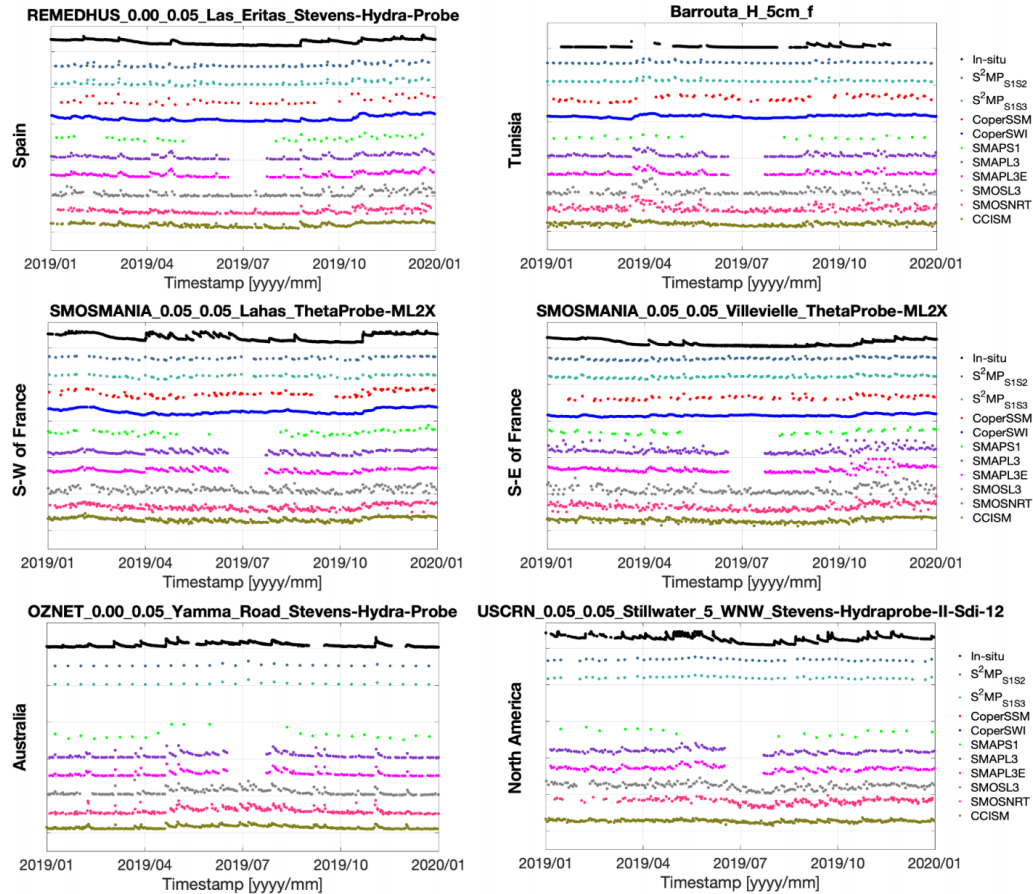 REMEDHUS_0.00_0.05_Las_Eritas_Stevens-Hydra-Probe
Spain
2019/01 2019/04 2019/07 2019/10 2020/01
Timestamp [yyyy/mm]
Barrouta_H_5cm_f
Tunisia
2019/01 2019/04 2019/07 2019/10 2020/01
Timestamp [yyyy/mm]
In-situ
S²MP_S1S2
S²MP_S1S3
CoperSSM
CoperSWI
SMAPS1
SMAPL3
SMAPL3E
SMOSL3
SMOSNRT
CCISM
SMOSMANIA_0.05_0.05_Lahas_ThetaProbe-ML2X
S-W of France
2019/01 2019/04 2019/07 2019/10 2020/01
Timestamp [yyyy/mm]
SMOSMANIA_0.05_0.05_Villevielle_ThetaProbe-ML2X
S-E of France
2019/01 2019/04 2019/07 2019/10 2020/01
Timestamp [yyyy/mm]
In-situ
S²MP_S1S2
S²MP_S1S3
CoperSSM
CoperSWI
SMAPS1
SMAPL3
SMAPL3E
SMOSL3
SMOSNRT
CCISM
OZNET_0.00_0.05_Yamma_Road_Stevens-Hydra-Probe
Australia
2019/01 2019/04 2019/07 2019/10 2020/01
Timestamp [yyyy/mm]
USCRN_0.05_0.05_Stillwater_5_WNW_Stevens-Hydraprobe-II-Sdi-12
North America
2019/01 2019/04 2019/07 2019/10 2020/01
Timestamp [yyyy/mm]
In-situ
S²MP_S1S2
S²MP_S1S3
CoperSSM
CoperSWI
SMAPS1
SMAPL3
SMAPL3E
SMOSL3
SMOSNRT
CCISM